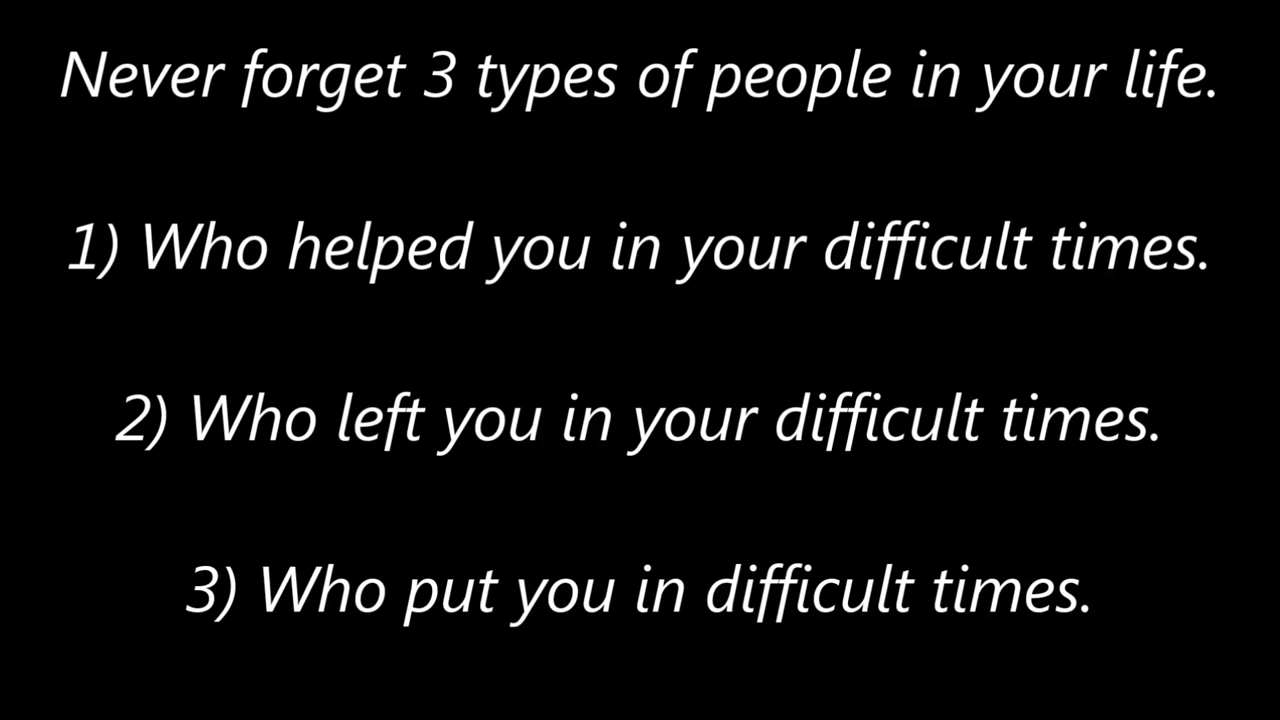 Never forget 3 types of people in your life.
1) Who helped you in your difficult times.
2) Who left you in your difficult times.
3) Who put you in difficult times.